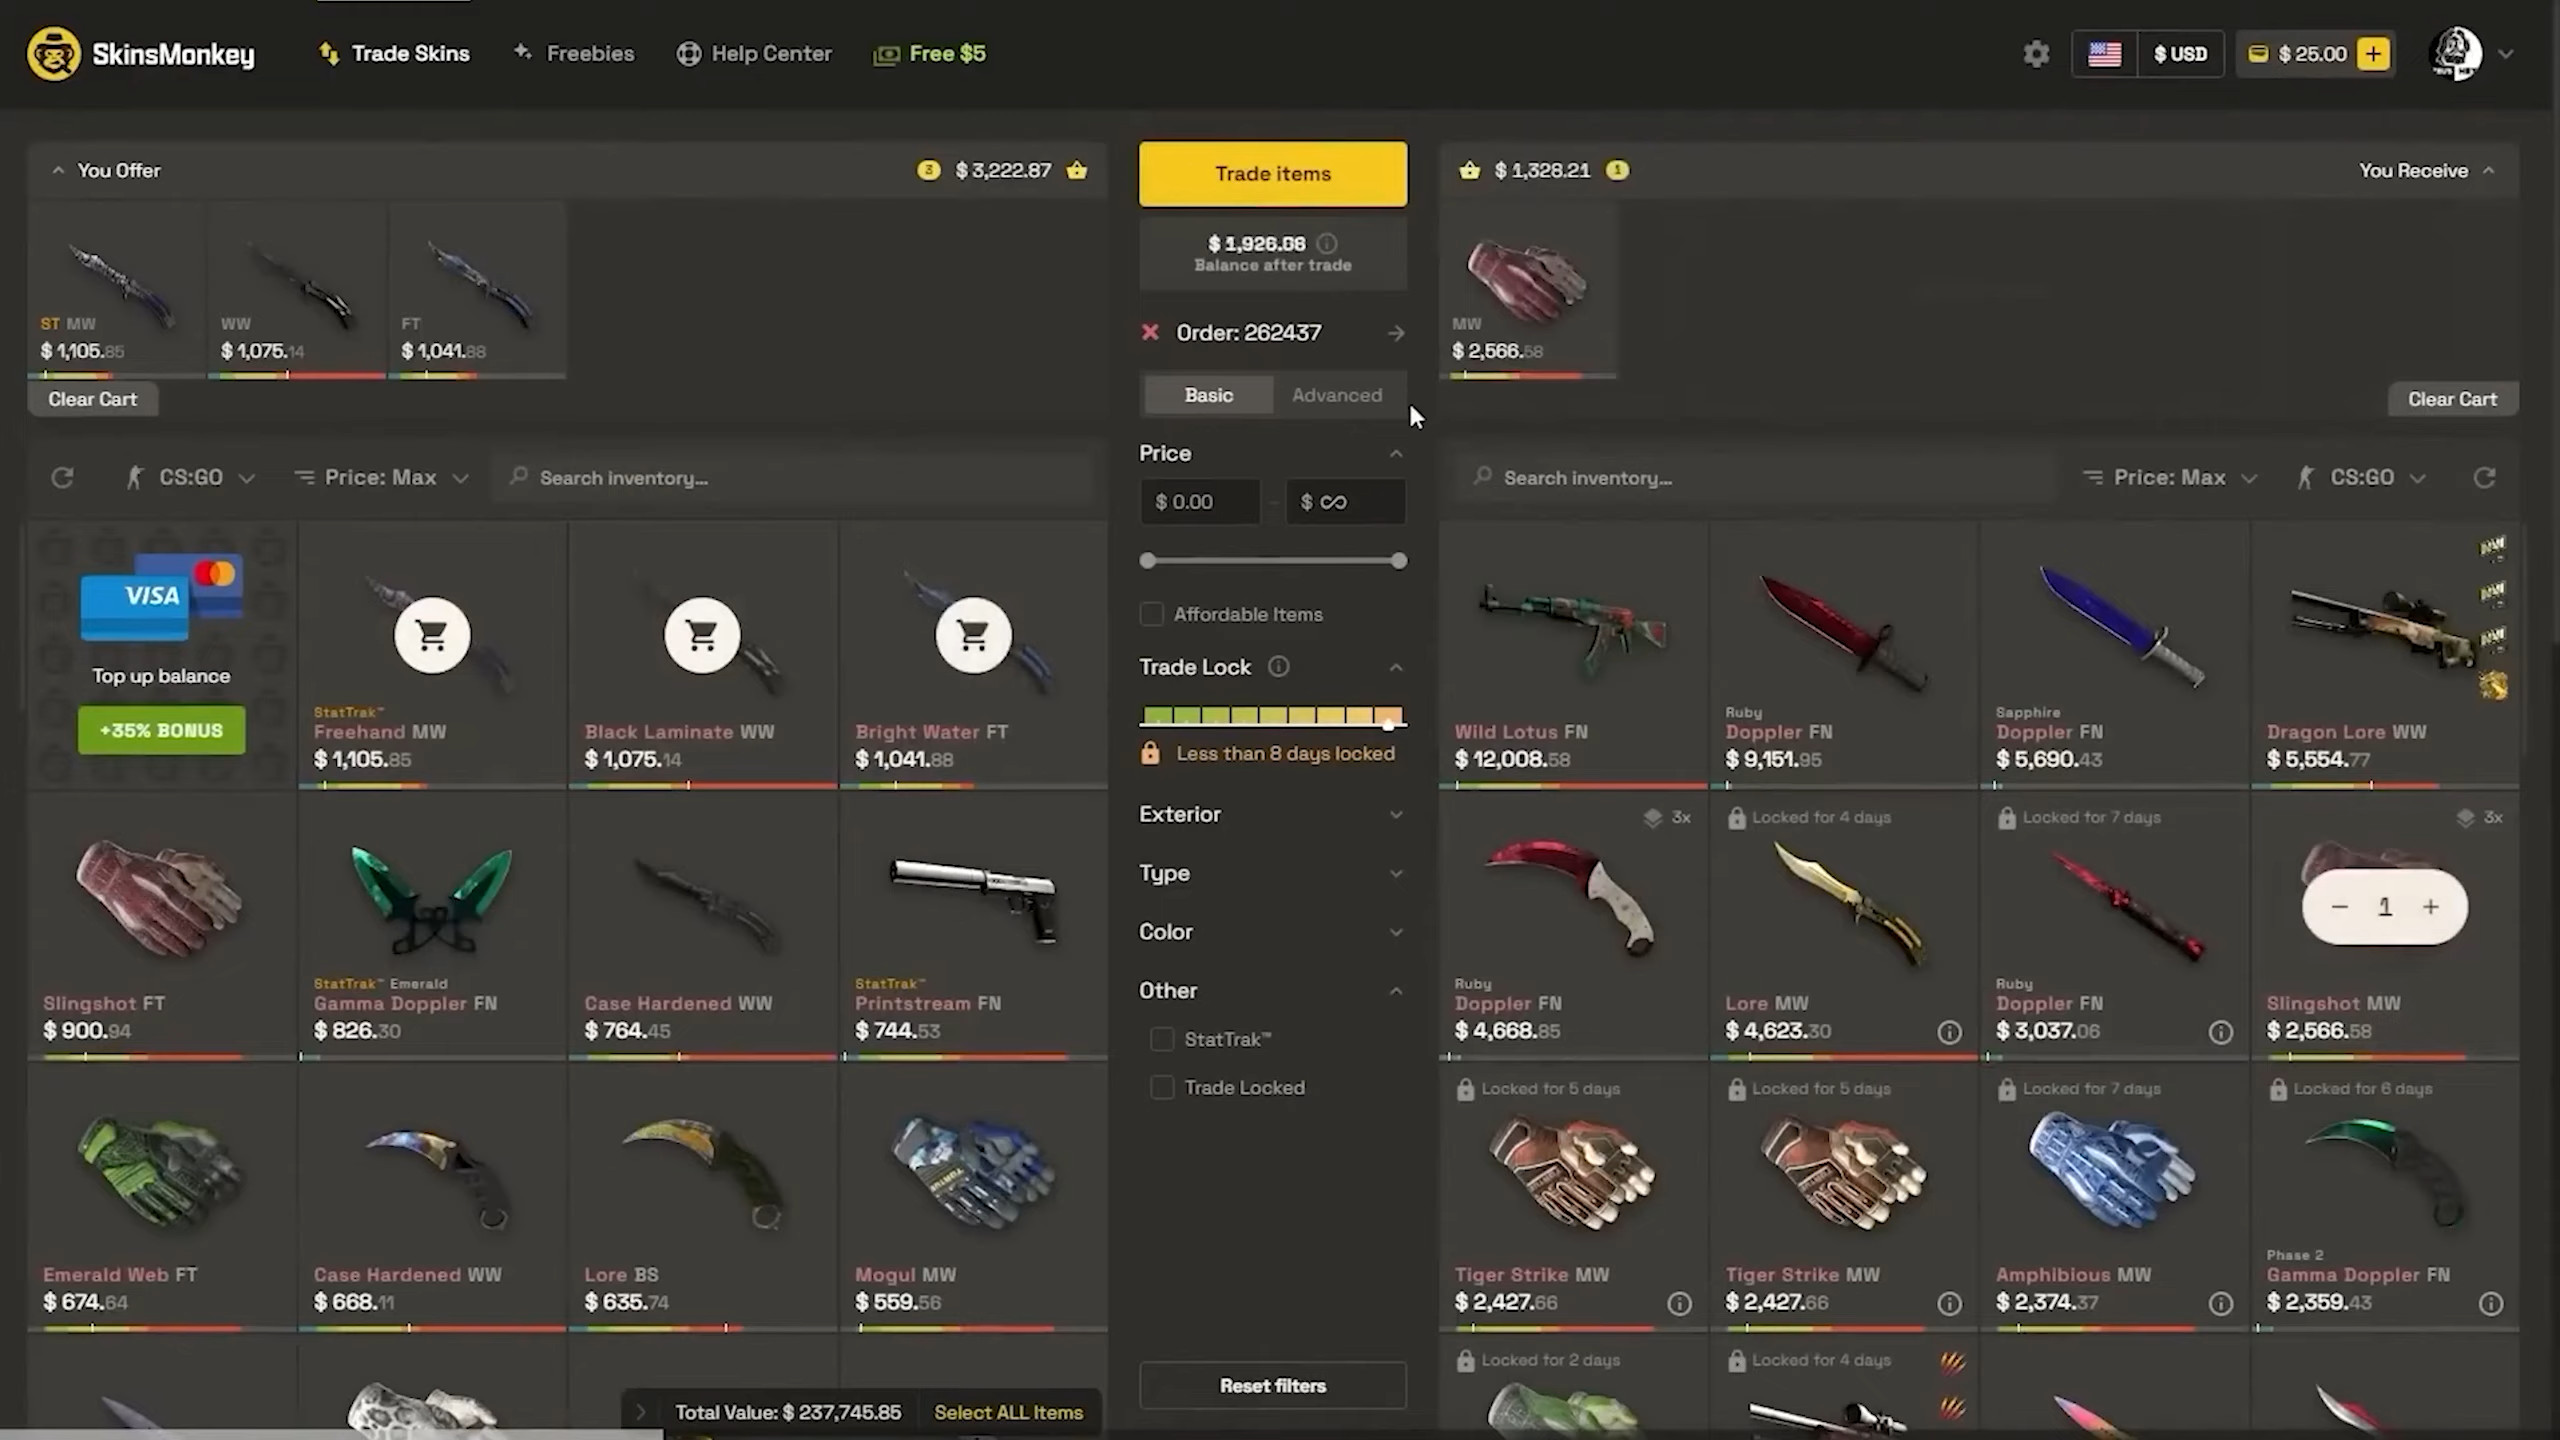 SkinsMonkey
Trade Skins
Freebies
Help Center
Free $5
$ USD
$ 25.00
You Offer
3
$ 3,222.87
Trade items
$ 1,328.21
1
You Receive
$ 1,926.06
Balance after trade
ST MW
$ 1,105.85
WW
$ 1,075.14
FT
$ 1,041.88
Order: 262437
MW
$ 2,566.58
Clear Cart
Basic
Advanced
Clear Cart
CS:GO
Price: Max
Search inventory...
Price
$ 0.00
-
$ ∞
Search inventory...
Price: Max
CS:GO
VISA
Top up balance
+35% BONUS
StatTrak™
Freehand MW
$ 1,105.85
Black Laminate WW
$ 1,075.14
Bright Water FT
$ 1,041.88
Affordable Items
Trade Lock
Less than 8 days locked
Wild Lotus FN
$ 12,008.58
Ruby
Doppler FN
$ 9,151.95
Sapphire
Doppler FN
$ 5,690.43
Dragon Lore WW
$ 5,554.77
Slingshot FT
$ 900.94
StatTrak™ Emerald
Gamma Doppler FN
$ 826.30
Case Hardened WW
$ 764.45
StatTrak™
Printstream FN
$ 744.53
Exterior
Type
Color
Other
StatTrak™
Trade Locked
3x
Ruby
Doppler FN
$ 4,668.85
Locked for 4 days
Lore MW
$ 4,623.30
Locked for 7 days
Ruby
Doppler FN
$ 3,037.06
3x
− 1 +
Slingshot MW
$ 2,566.58
Emerald Web FT
$ 674.64
Case Hardened WW
$ 668.11
Lore BS
$ 635.74
Mogul MW
$ 559.56
Locked for 5 days
Tiger Strike MW
$ 2,427.66
Locked for 5 days
Tiger Strike MW
$ 2,427.66
Locked for 7 days
Amphibious MW
$ 2,374.37
Locked for 6 days
Phase 2
Gamma Doppler FN
$ 2,359.43
Total Value: $ 237,745.85
Select ALL Items
Reset filters
Locked for 2 days
Locked for 4 days